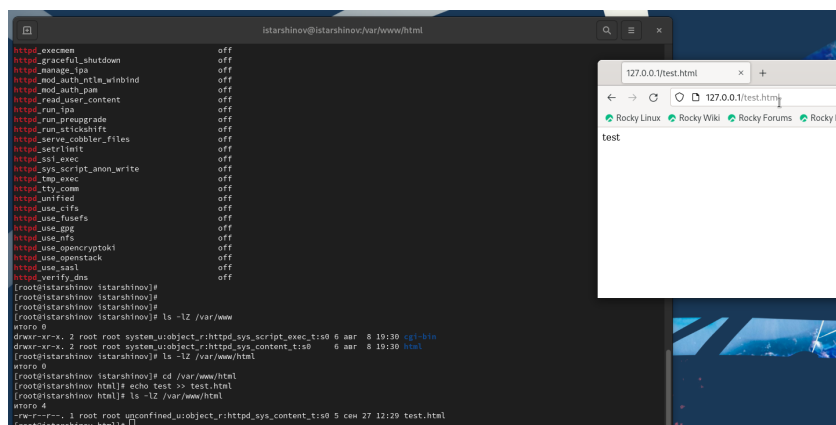 istarshinov@istarshinov:/var/www/html
httpd_execmem off
httpd_graceful_shutdown off
httpd_manage_ipa off
httpd_mod_auth_ntlm_winbind off
httpd_mod_auth_pam off
httpd_read_user_content off
httpd_run_ipa off
httpd_run_preupgrade off
httpd_run_stickshift off
httpd_serve_cobbler_files off
httpd_setrlimit off
httpd_ssi_exec off
httpd_sys_script_anon_write off
httpd_tmp_exec off
httpd_tty_comm off
httpd_unified off
httpd_use_cifs off
httpd_use_fusefs off
httpd_use_gpg off
httpd_use_nfs off
httpd_use_opencryptoki off
httpd_use_openstack off
httpd_use_sasl off
httpd_verify_dns off
[root@istarshinov istarshinov]#
[root@istarshinov istarshinov]#
[root@istarshinov istarshinov]#
[root@istarshinov istarshinov]# ls -lZ /var/www
итого 0
drwxr-xr-x. 2 root root system_u:object_r:httpd_sys_script_exec_t:s0 6 авг 8 19:30 cgi-bin
drwxr-xr-x. 2 root root system_u:object_r:httpd_sys_content_t:s0 6 авг 8 19:30 html
[root@istarshinov istarshinov]# ls -lZ /var/www/html
итого 0
[root@istarshinov istarshinov]# cd /var/www/html
[root@istarshinov html]# echo test >> test.html
[root@istarshinov html]# ls -lZ /var/www/html
итого 4
-rw-r--r--. 1 root root unconfined_u:object_r:httpd_sys_content_t:s0 5 сен 27 12:29 test.html
[root@istarshinov html]#
127.0.0.1/test.html
127.0.0.1/test.html
Rocky Linux Rocky Wiki Rocky Forums Rocky
test